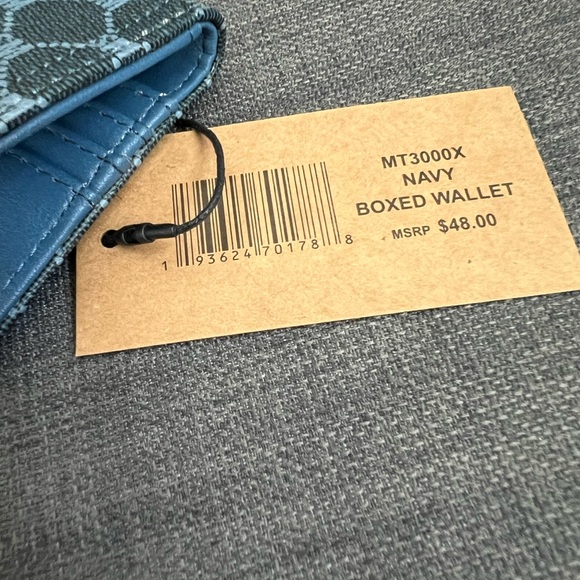 MT3000X
NAVY
BOXED WALLET
MSRP $48.00
1 93624 70178 8